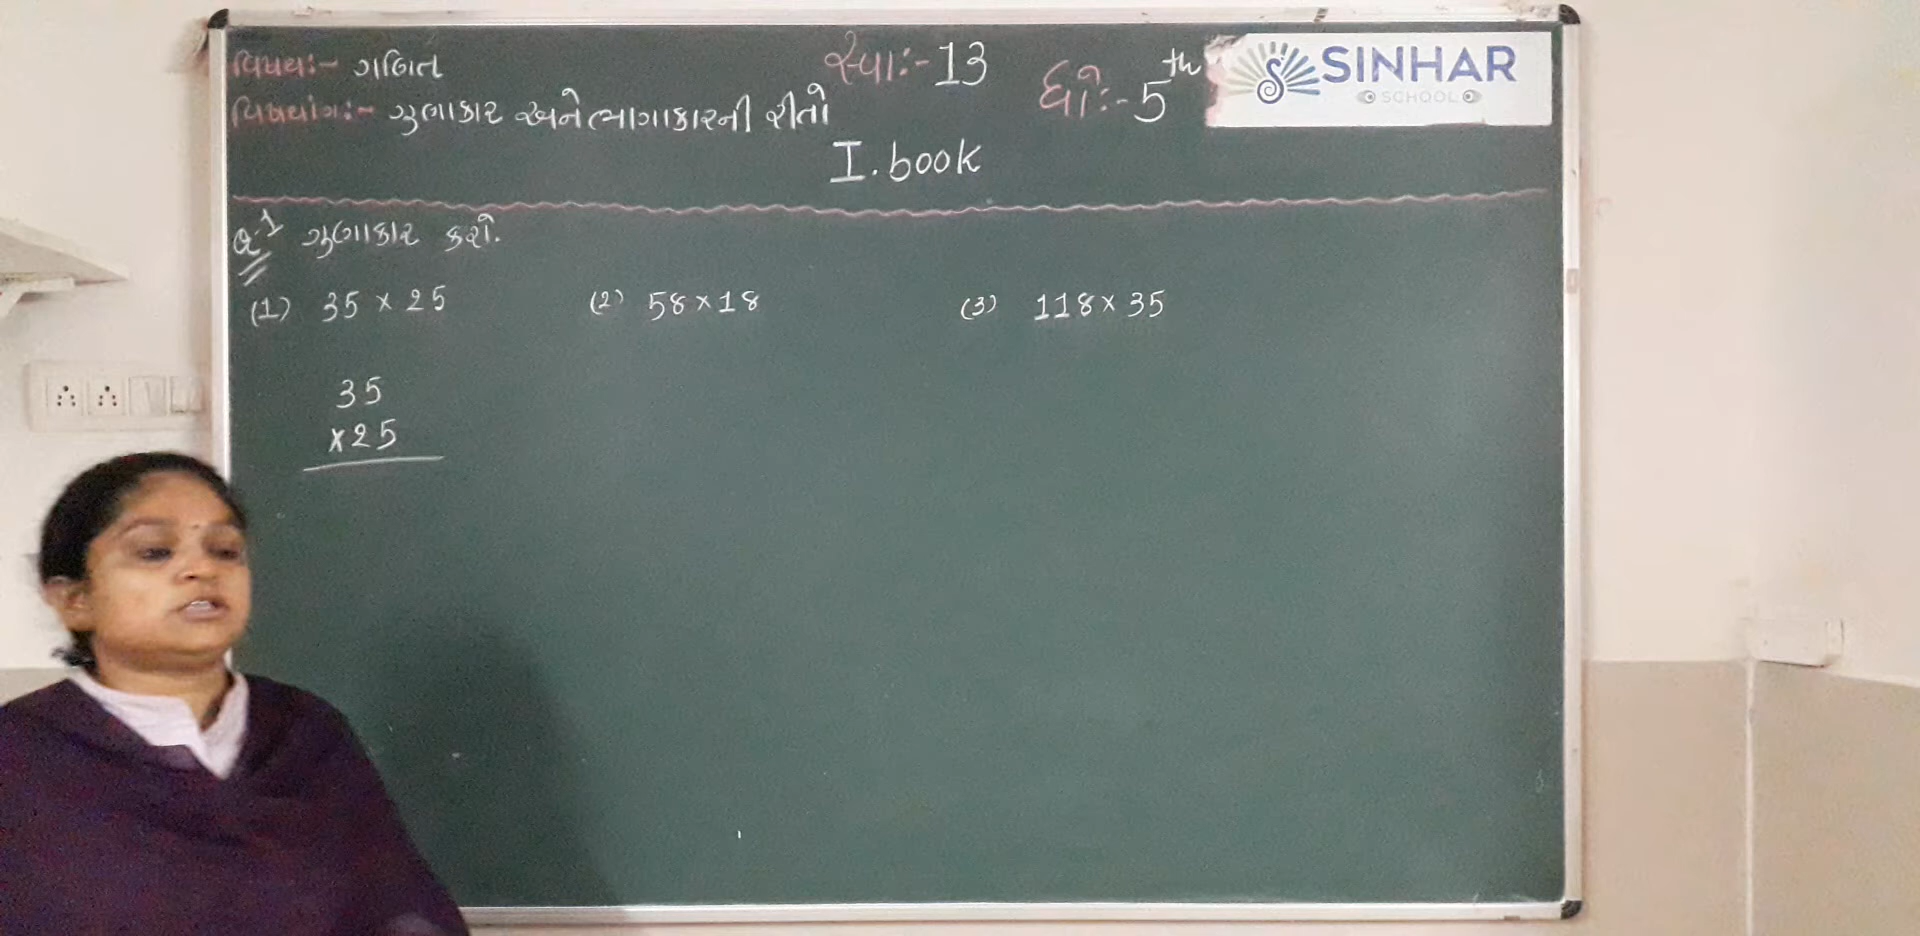 વિષય:- ગણિત
સ્વા:- 13
ધો:- 5th
SINHAR
SCHOOL
વિષયાંગ:- ગુણાકાર અને ભાગાકારની રીતો
I. book
Q-1 ગુણાકાર કરો.
(1) 35 × 25 (2) 58 × 18 (3) 118 × 35
35
× 25